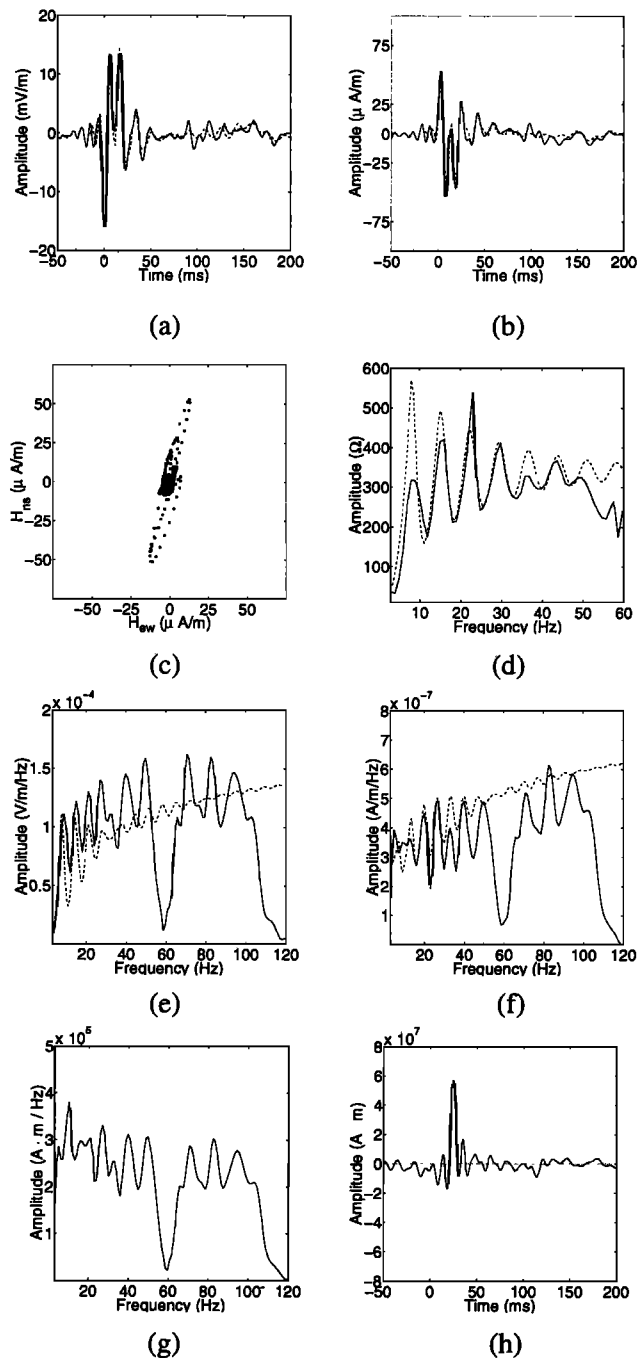 20
10
0
−10
−20
Amplitude (mV/m)
−50 0 50 100 150 200
Time (ms)
(a)
75
25
0
−25
−75
Amplitude (μ A/m)
−50 0 50 100 150 200
Time (ms)
(b)
50
25
0
−25
−50
H_ns (μ A/m)
−50 −25 0 25 50
H_ew (μ A/m)
(c)
600
500
400
300
200
100
Amplitude (Ω)
10 20 30 40 50 60
Frequency (Hz)
(d)
2 x 10^−4
1.5
1
0.5
Amplitude (V/m/Hz)
20 40 60 80 100 120
Frequency (Hz)
(e)
8 x 10^−7
7
6
5
4
3
2
1
Amplitude (A/m/Hz)
20 40 60 80 100 120
Frequency (Hz)
(f)
5 x 10^5
4
3
2
1
Amplitude (A · m / Hz)
20 40 60 80 100 120
Frequency (Hz)
(g)
8 x 10^7
6
4
2
0
−2
−4
−6
−8
Amplitude (A m)
−50 0 50 100 150 200
Time (ms)
(h)